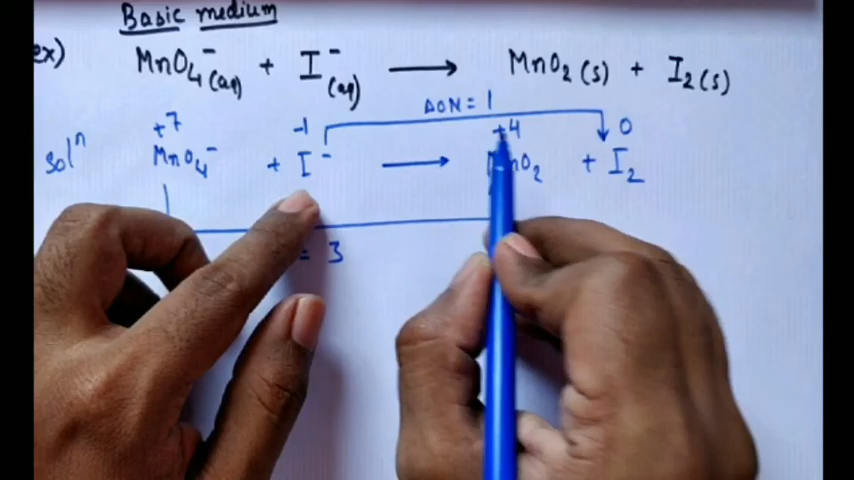 Basic medium
ex) MnO₄⁻(aq) + I⁻(aq) ⟶ MnO₂(s) + I₂(s)
ΔON = 1
+7 -1 +4 0
Solⁿ MnO₄⁻ + I⁻ ⟶ MnO₂ + I₂
= 3